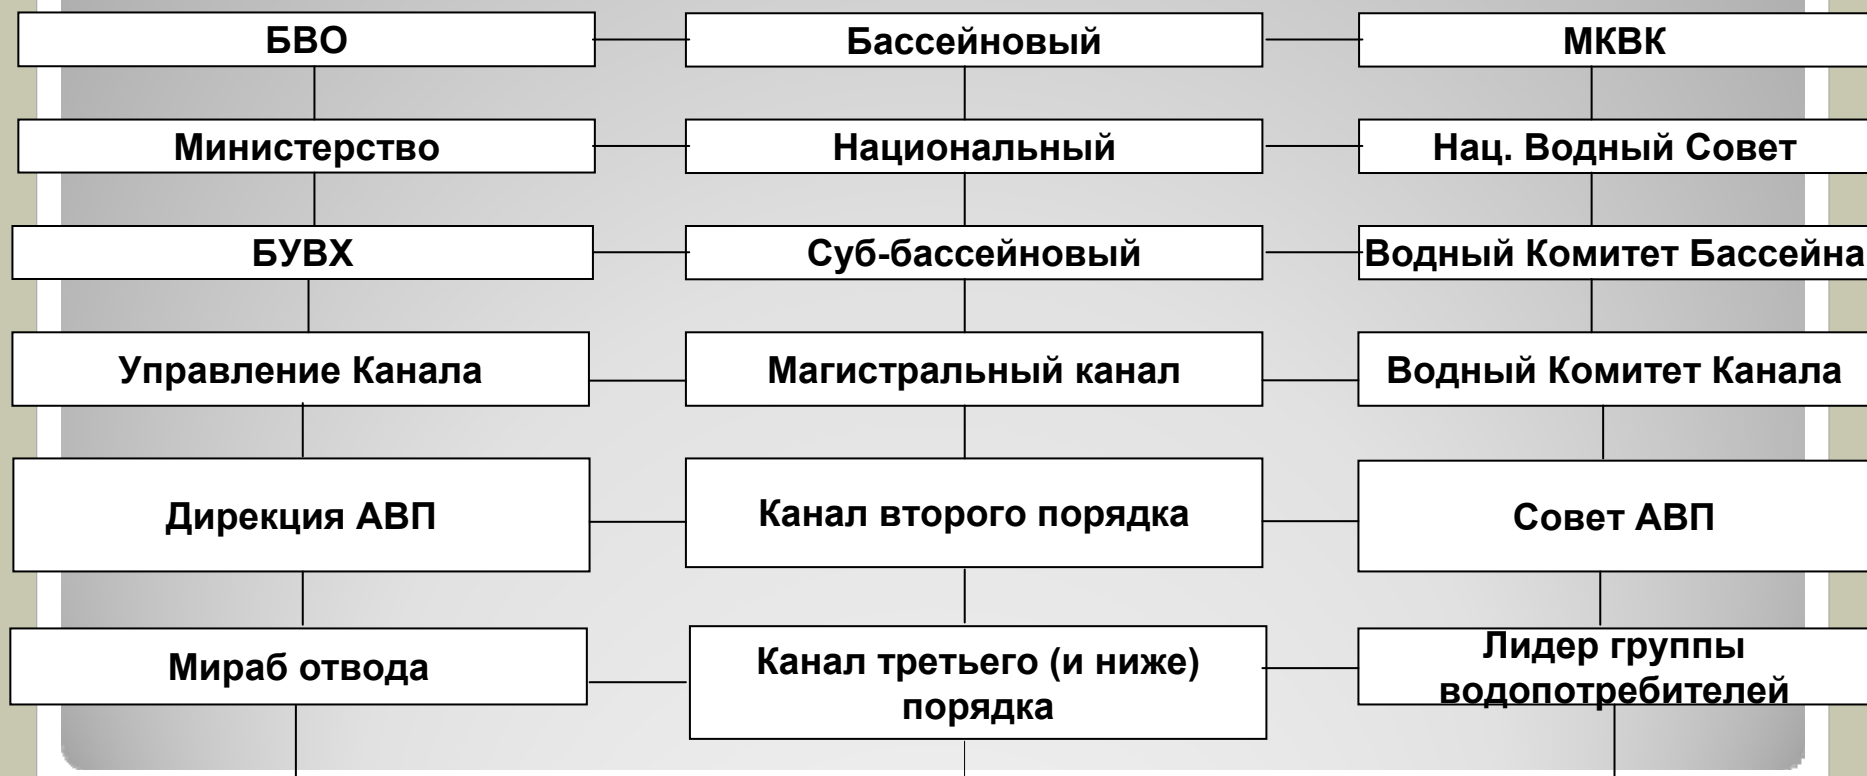 БВО
Бассейновый
МКВК
Министерство
Национальный
Нац. Водный Совет
БУВХ
Суб-бассейновый
Водный Комитет Бассейна
Управление Канала
Магистральный канал
Водный Комитет Канала
Дирекция АВП
Канал второго порядка
Совет АВП
Мираб отвода
Канал третьего (и ниже)
порядка
Лидер группы
водопотребителей